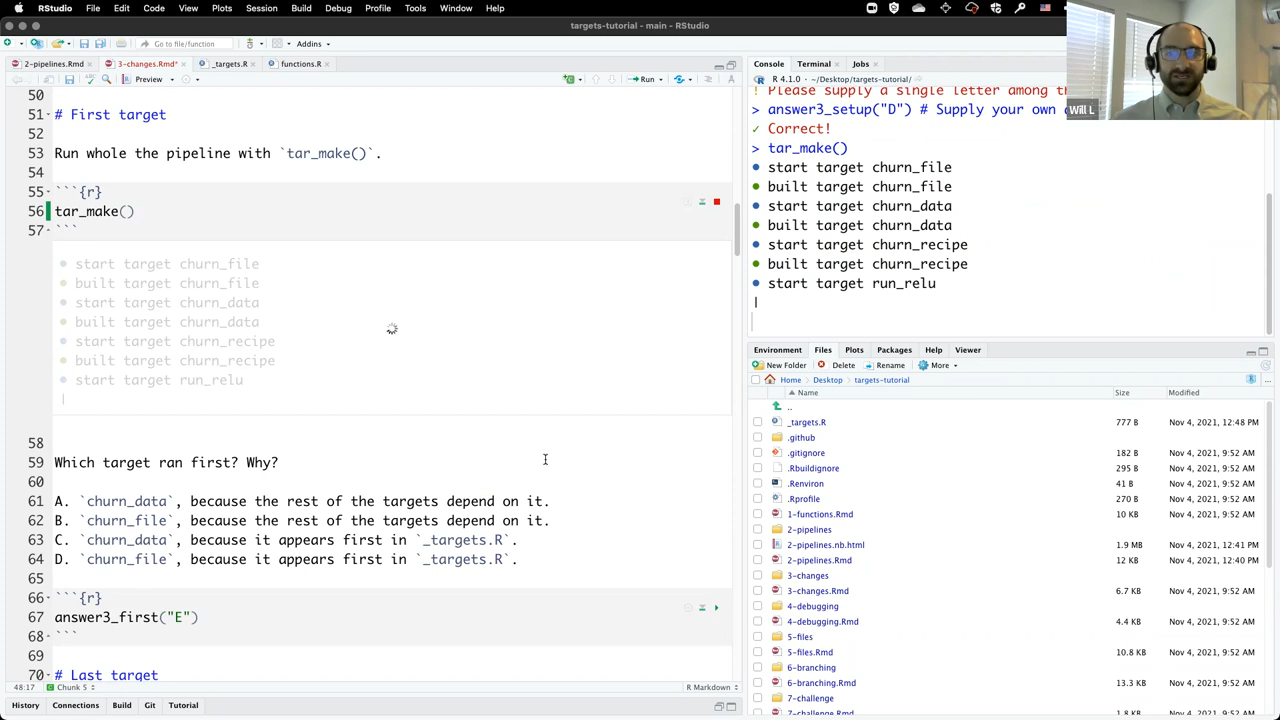 RStudio File Edit Code View Plots Session Build Debug Profile Tools Window Help
targets-tutorial - main - RStudio
Go to file/function Addins
2-pipelines.Rmd 3-changes.Rmd* _targets.R functions.R
Preview Run
50
51 # First target
52
53 Run whole the pipeline with `tar_make()`.
54
55 ```{r}
56 tar_make()
57 ```
start target churn_file
built target churn_file
start target churn_data
built target churn_data
start target churn_recipe
built target churn_recipe
start target run_relu
58
59 Which target ran first? Why?
60
61 A. `churn_data`, because the rest of the targets depend on it.
62 B. `churn_file`, because the rest of the targets depend on it.
63 C. `churn_data`, because it appears first in `_targets.R`.
64 D. `churn_file`, because it appears first in `_targets.R`
65
66 ```{r}
67 answer3_first("E")
68 ```
69
70 # Last target
48:17 Chunk 5 R Markdown
History Connections Build Git Tutorial
Console Terminal Jobs
R 4.1.0 · ~/Desktop/targets-tutorial/
! Please supply a single letter among
> answer3_setup("D") # Supply your own
✓ Correct!
> tar_make()
• start target churn_file
• built target churn_file
• start target churn_data
• built target churn_data
• start target churn_recipe
• built target churn_recipe
• start target run_relu
Will L
Environment Files Plots Packages Help Viewer
New Folder Delete Rename More
Home Desktop targets-tutorial
Name Size Modified
..
_targets.R 777 B Nov 4, 2021, 12:48 PM
.github
.gitignore 182 B Nov 4, 2021, 9:52 AM
.Rbuildignore 295 B Nov 4, 2021, 9:52 AM
.Renviron 41 B Nov 4, 2021, 9:52 AM
.Rprofile 270 B Nov 4, 2021, 9:52 AM
1-functions.Rmd 10 KB Nov 4, 2021, 9:52 AM
2-pipelines
2-pipelines.nb.html 1.9 MB Nov 4, 2021, 12:41 PM
2-pipelines.Rmd 12 KB Nov 4, 2021, 12:40 PM
3-changes
3-changes.Rmd 6.7 KB Nov 4, 2021, 9:52 AM
4-debugging
4-debugging.Rmd 4.4 KB Nov 4, 2021, 9:52 AM
5-files
5-files.Rmd 10.8 KB Nov 4, 2021, 9:52 AM
6-branching
6-branching.Rmd 13.3 KB Nov 4, 2021, 9:52 AM
7-challenge
7-challenge.Rmd 1.8 KB Nov 4, 2021, 9:52 AM